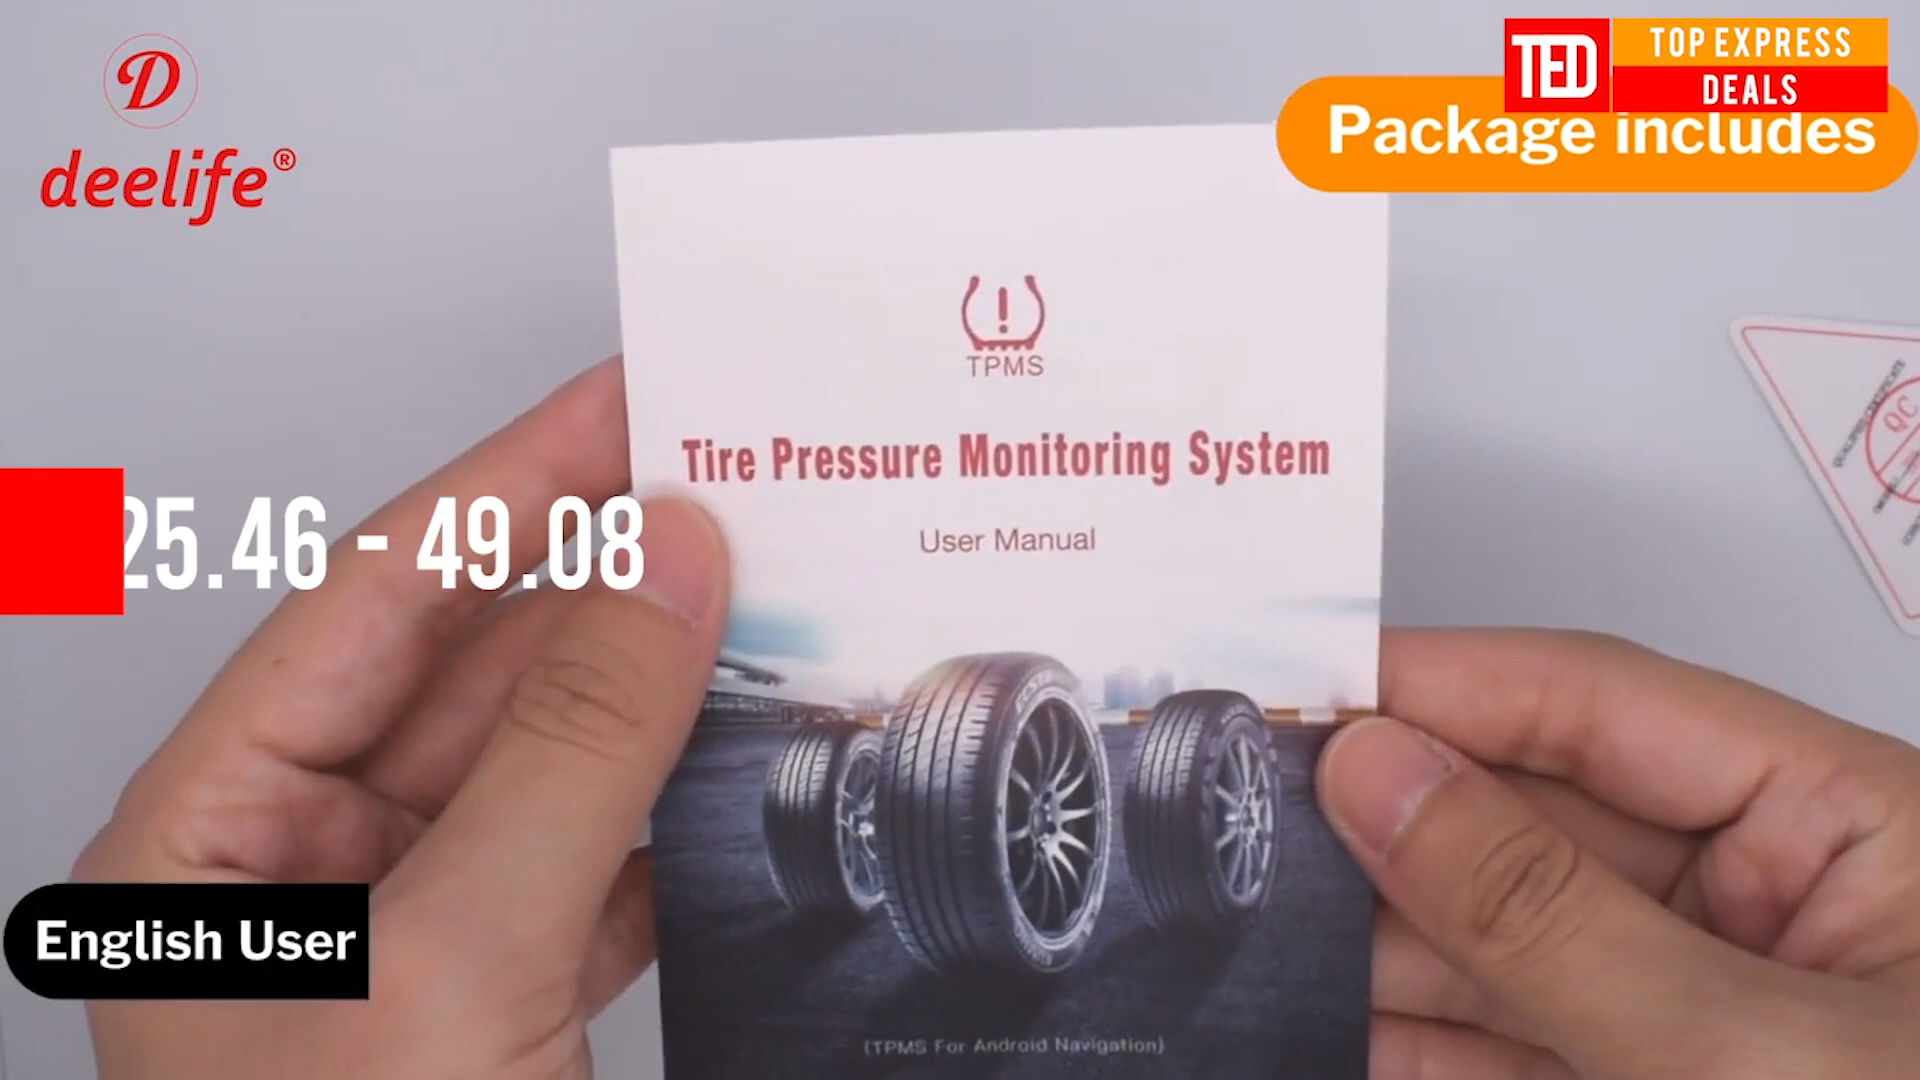 D
deelife®
TED
TOP EXPRESS
DEALS
Package includes
TPMS
Tire Pressure Monitoring System
User Manual
QC
25.46 - 49.08
English User
(TPMS For Android Navigation)